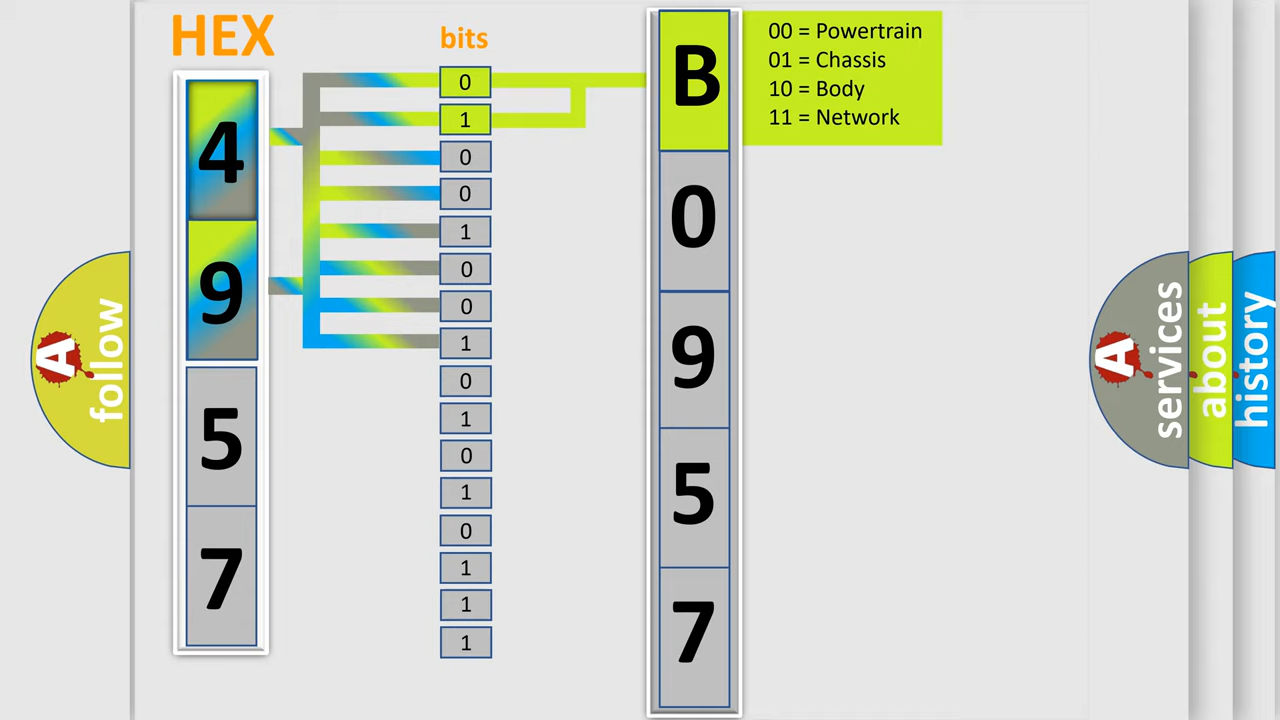 HEX
bits
4
9
5
7
0
1
0
0
1
0
0
1
0
1
0
1
0
1
1
1
B
0
9
5
7
00 = Powertrain
01 = Chassis
10 = Body
11 = Network
A
follow
A
services
about
history